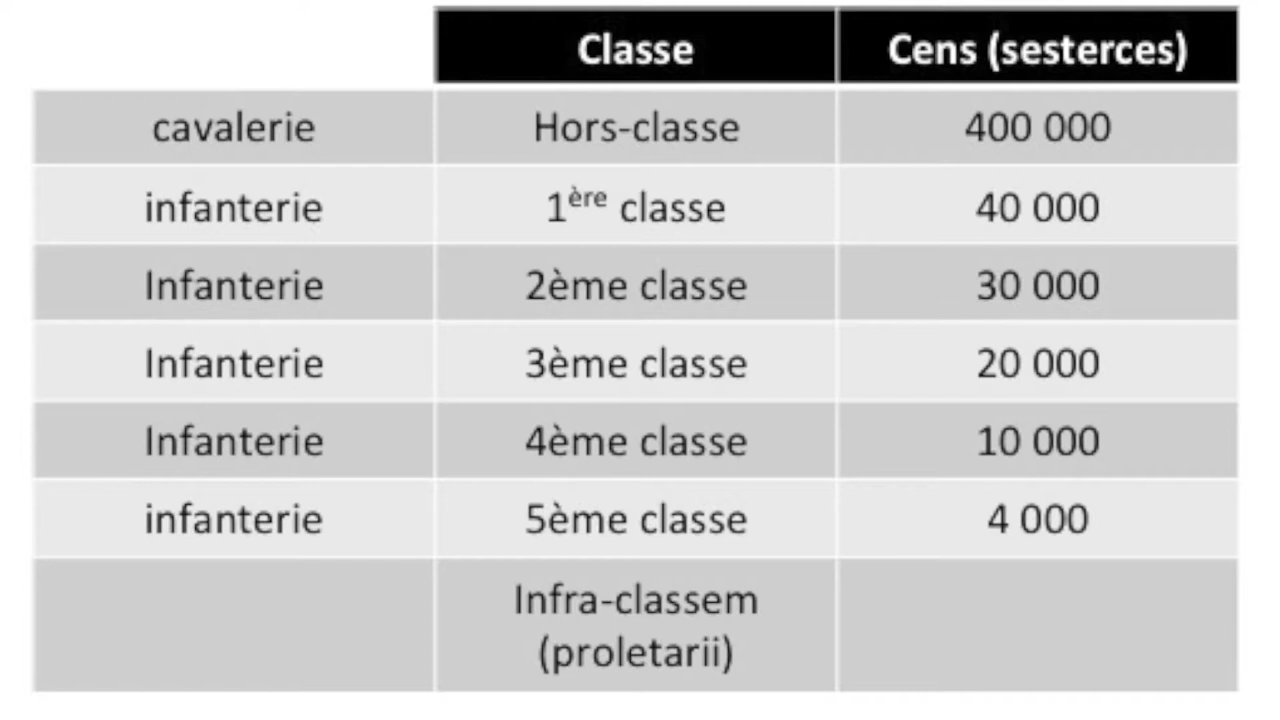 Classe Cens (sesterces)
cavalerie Hors-classe 400 000
infanterie 1ère classe 40 000
Infanterie 2ème classe 30 000
Infanterie 3ème classe 20 000
Infanterie 4ème classe 10 000
infanterie 5ème classe 4 000
Infra-classem
(proletarii)